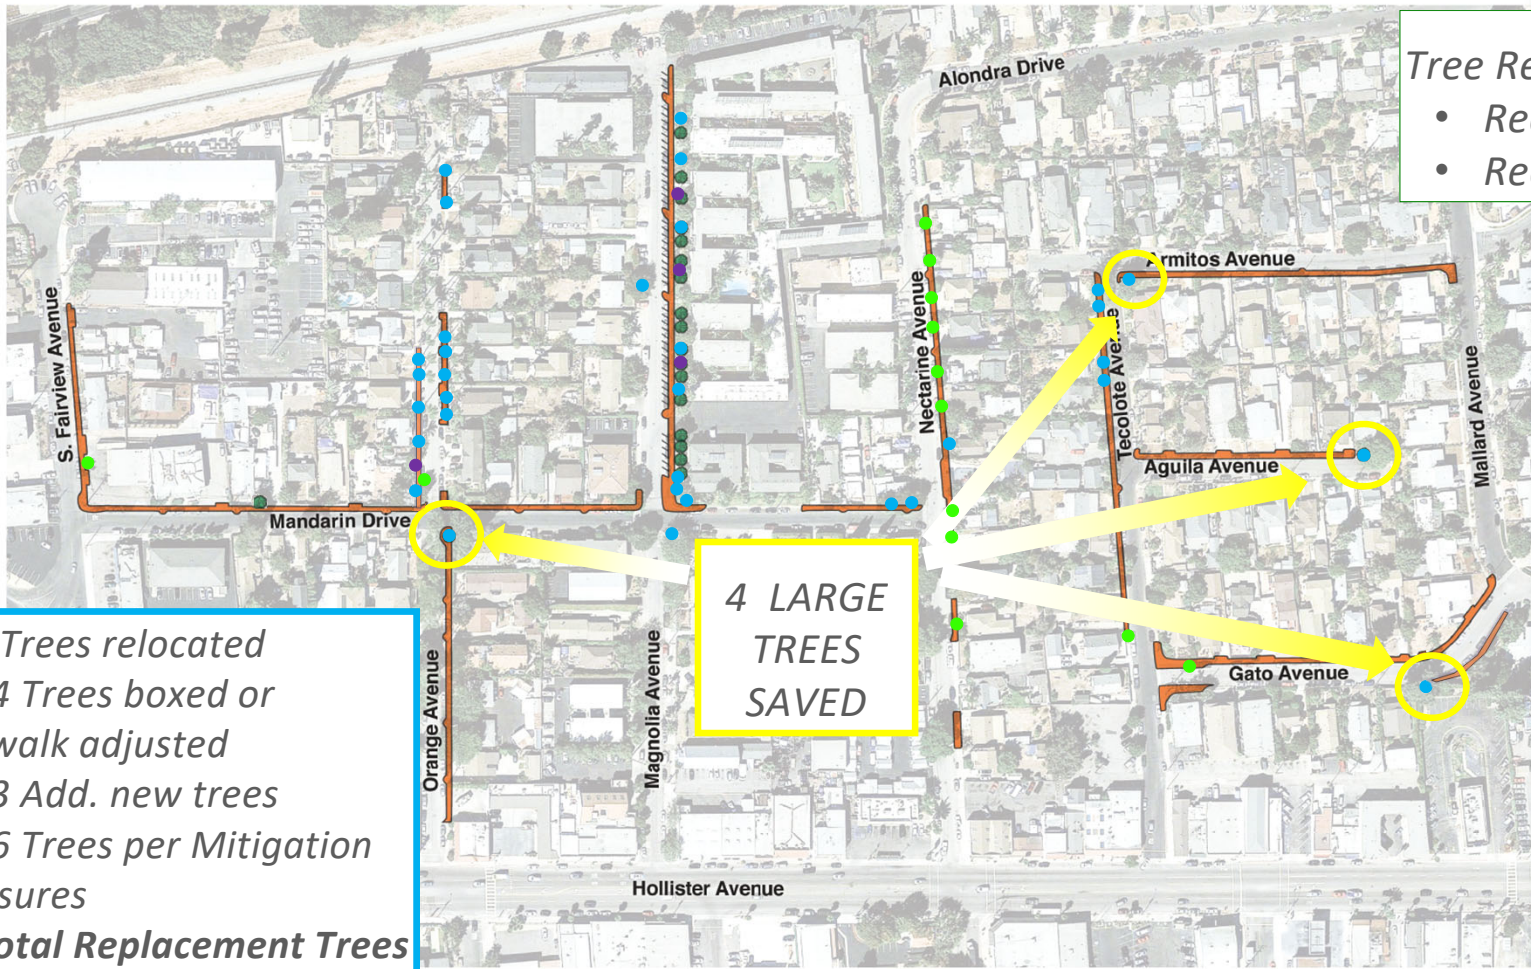 Alondra Drive
Tree Re
• Re
• Re
Armitos Avenue
S. Fairview Avenue
Nectarine Avenue
Tecolote Avenue
Mallard Avenue
Aguila Avenue
Mandarin Drive
4 LARGE
TREES
SAVED
Trees relocated
4 Trees boxed or
walk adjusted
3 Add. new trees
6 Trees per Mitigation
sures
otal Replacement Trees
Orange Avenue
Magnolia Avenue
Gato Avenue
Hollister Avenue